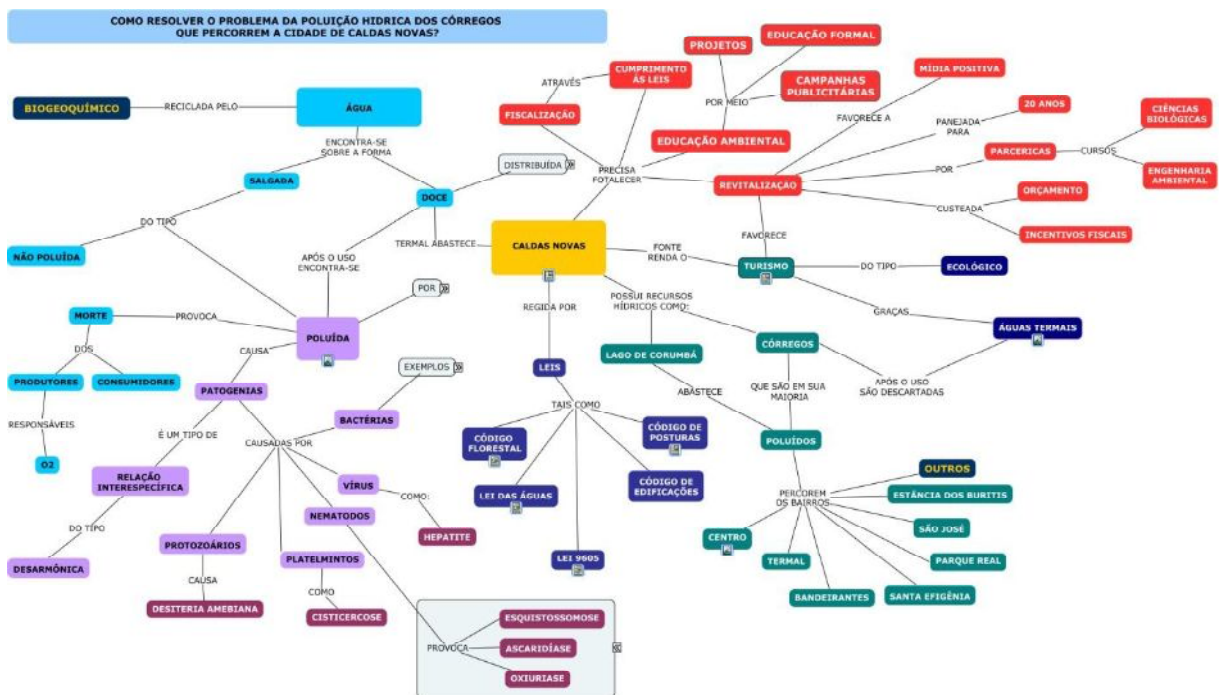 COMO RESOLVER O PROBLEMA DA POLUIÇÃO HIDRICA DOS CÓRREGOS
QUE PERCORREM A CIDADE DE CALDAS NOVAS?
BIOGEOQUÍMICO
RECICLADA PELO
ÁGUA
ENCONTRA-SE
SOBRE A FORMA
SALGADA
DISTRIBUÍDA
DOCE
DO TIPO
NÃO POLUÍDA
APÓS O USO
ENCONTRA-SE
TERMAL ABASTECE
POR
MORTE
PROVOCA
POLUÍDA
DOS
CAUSA
PRODUTORES
CONSUMIDORES
PATOGENIAS
EXEMPLOS
RESPONSÁVEIS
O2
É UM TIPO DE
BACTÉRIAS
CAUSADAS POR
RELAÇÃO
INTERESPECÍFICA
VÍRUS
COMO:
HEPATITE
NEMATODOS
DO TIPO
DESARMÔNICA
PROTOZOÁRIOS
CAUSA
DESITERIA AMEBIANA
PLATELMINTOS
COMO
CISTICERCOSE
PROVOCA
ESQUISTOSSOMOSE
ASCARIDÍASE
OXIURIASE
PROJETOS
EDUCAÇÃO FORMAL
ATRAVÉS
CUMPRIMENTO
ÁS LEIS
CAMPANHAS
PUBLICITÁRIAS
POR MEIO
FISCALIZAÇÃO
EDUCAÇÃO AMBIENTAL
PRECISA
FOTALECER
MÍDIA POSITIVA
FAVORECE A
20 ANOS
PANEJADA
PARA
CIÊNCIAS
BIOLÓGICAS
PARCERICAS
CURSOS
POR
ENGENHARIA
AMBIENTAL
REVITALIZAÇAO
ORÇAMENTO
CUSTEADA
INCENTIVOS FISCAIS
FAVORECE
CALDAS NOVAS
FONTE
RENDA O
TURISMO
DO TIPO
ECOLÓGICO
GRAÇAS
ÁGUAS TERMAIS
REGIDA POR
POSSUI RECURSOS
HÍDRICOS COMO:
LAGO DE CORUMBÁ
CÓRREGOS
APÓS O USO
SÃO DESCARTADAS
LEIS
ABASTECE
QUE SÃO EM SUA
MAIORIA
POLUÍDOS
TAIS COMO
CÓDIGO
FLORESTAL
CÓDIGO DE
POSTURAS
LEI DAS ÁGUAS
CÓDIGO DE
EDIFICAÇÕES
LEI 9605
PERCOREM
OS BAIRROS
OUTROS
ESTÂNCIA DOS BURITIS
SÃO JOSÉ
CENTRO
TERMAL
PARQUE REAL
BANDEIRANTES
SANTA EFIGÊNIA